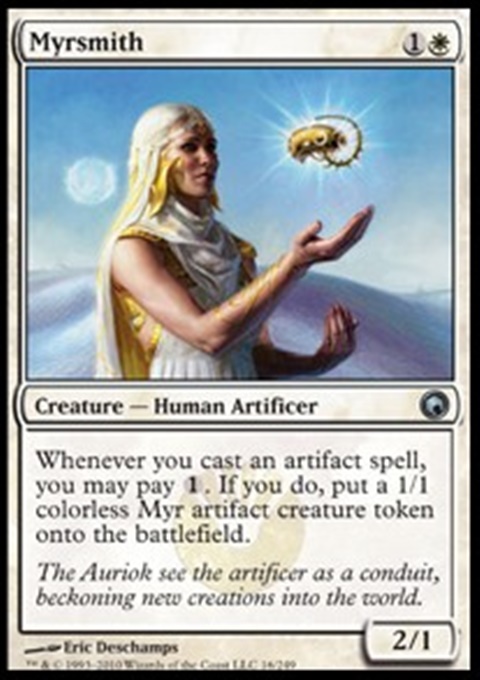 Myrsmith 1
Creature — Human Artificer
Whenever you cast an artifact spell,
you may pay 1. If you do, put a 1/1
colorless Myr artifact creature token
onto the battlefield.
The Auriok see the artificer as a conduit,
beckoning new creations into the world.
Eric Deschamps
2/1
™ & © 1993–2010 Wizards of the Coast LLC 16/249